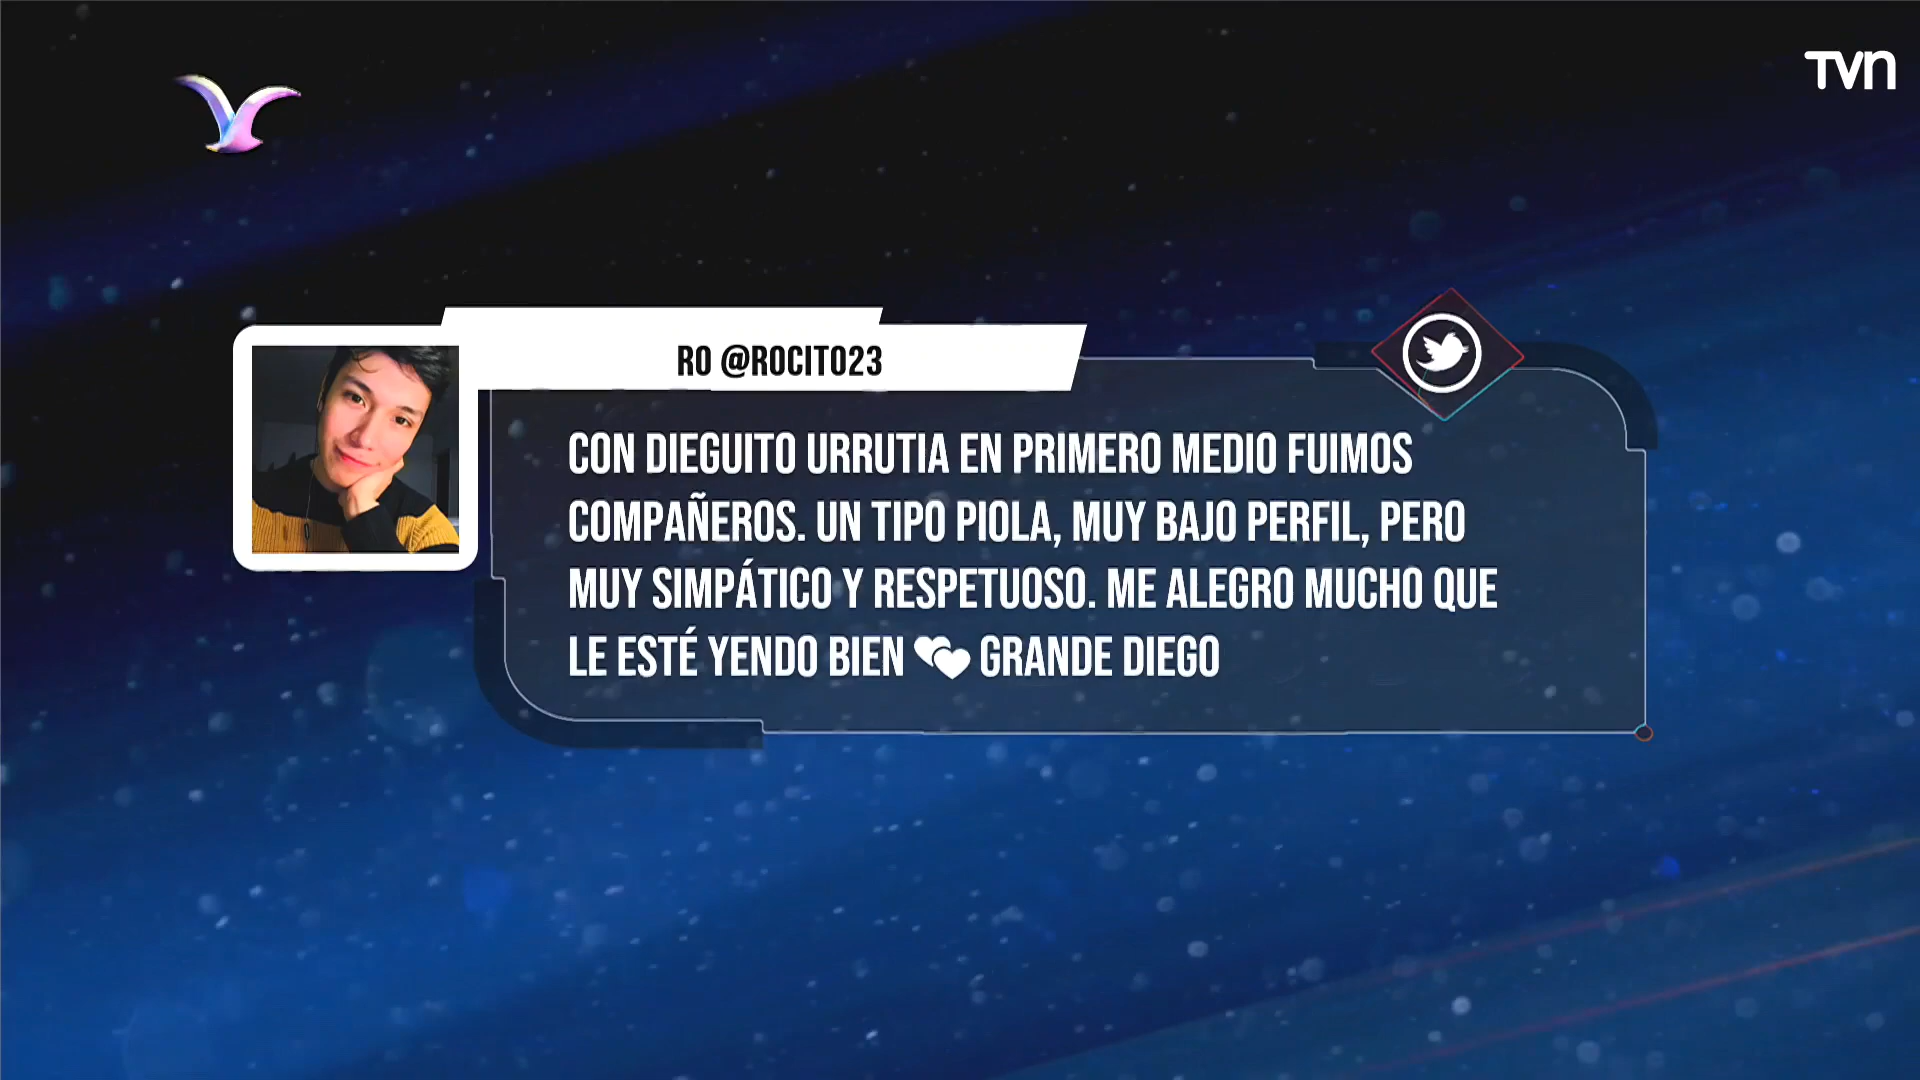 TVN
RO @ROCITO23
CON DIEGUITO URRUTIA EN PRIMERO MEDIO FUIMOS
COMPAÑEROS. UN TIPO PIOLA, MUY BAJO PERFIL, PERO
MUY SIMPÁTICO Y RESPETUOSO. ME ALEGRO MUCHO QUE
LE ESTÉ YENDO BIEN 💕 GRANDE DIEGO